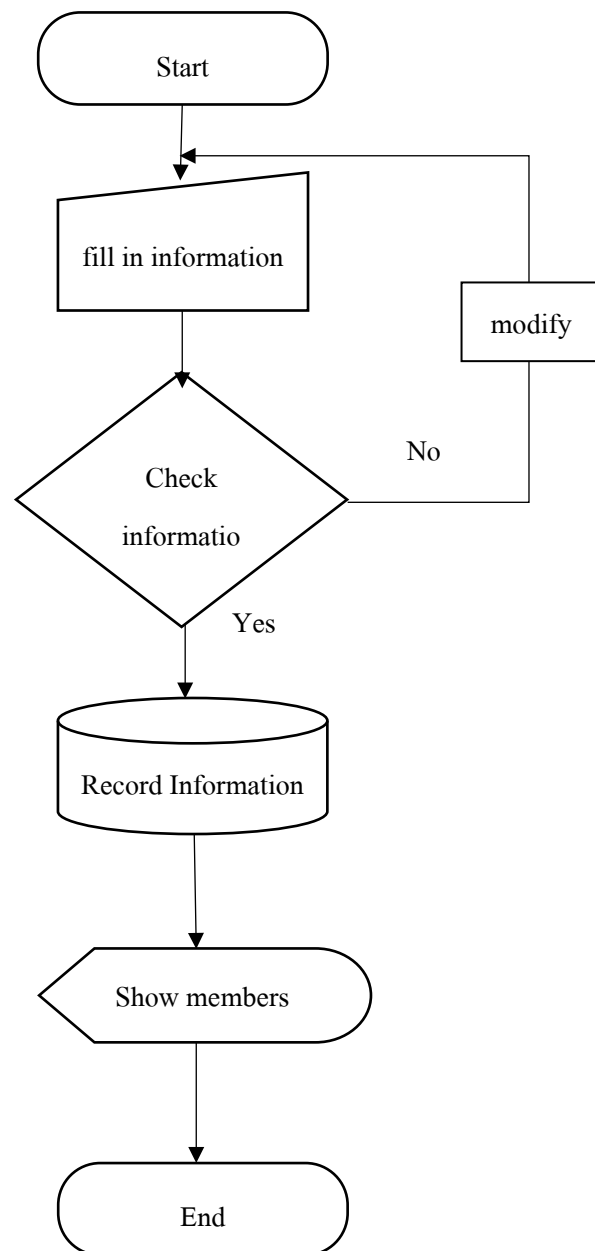 Start
fill in information
modify
No
Check
informatio
Yes
Record Information
Show members
End